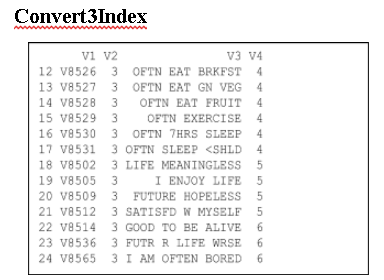 Convert3Index
V1 V2 V3 V4
12 V8526 3 OFTN EAT BRKFST 4
13 V8527 3 OFTN EAT GN VEG 4
14 V8528 3 OFTN EAT FRUIT 4
15 V8529 3 OFTN EXERCISE 4
16 V8530 3 OFTN 7HRS SLEEP 4
17 V8531 3 OFTN SLEEP <SHLD 4
18 V8502 3 LIFE MEANINGLESS 5
19 V8505 3 I ENJOY LIFE 5
20 V8509 3 FUTURE HOPELESS 5
21 V8512 3 SATISFD W MYSELF 5
22 V8514 3 GOOD TO BE ALIVE 6
23 V8536 3 FUTR R LIFE WRSE 6
24 V8565 3 I AM OFTEN BORED 6